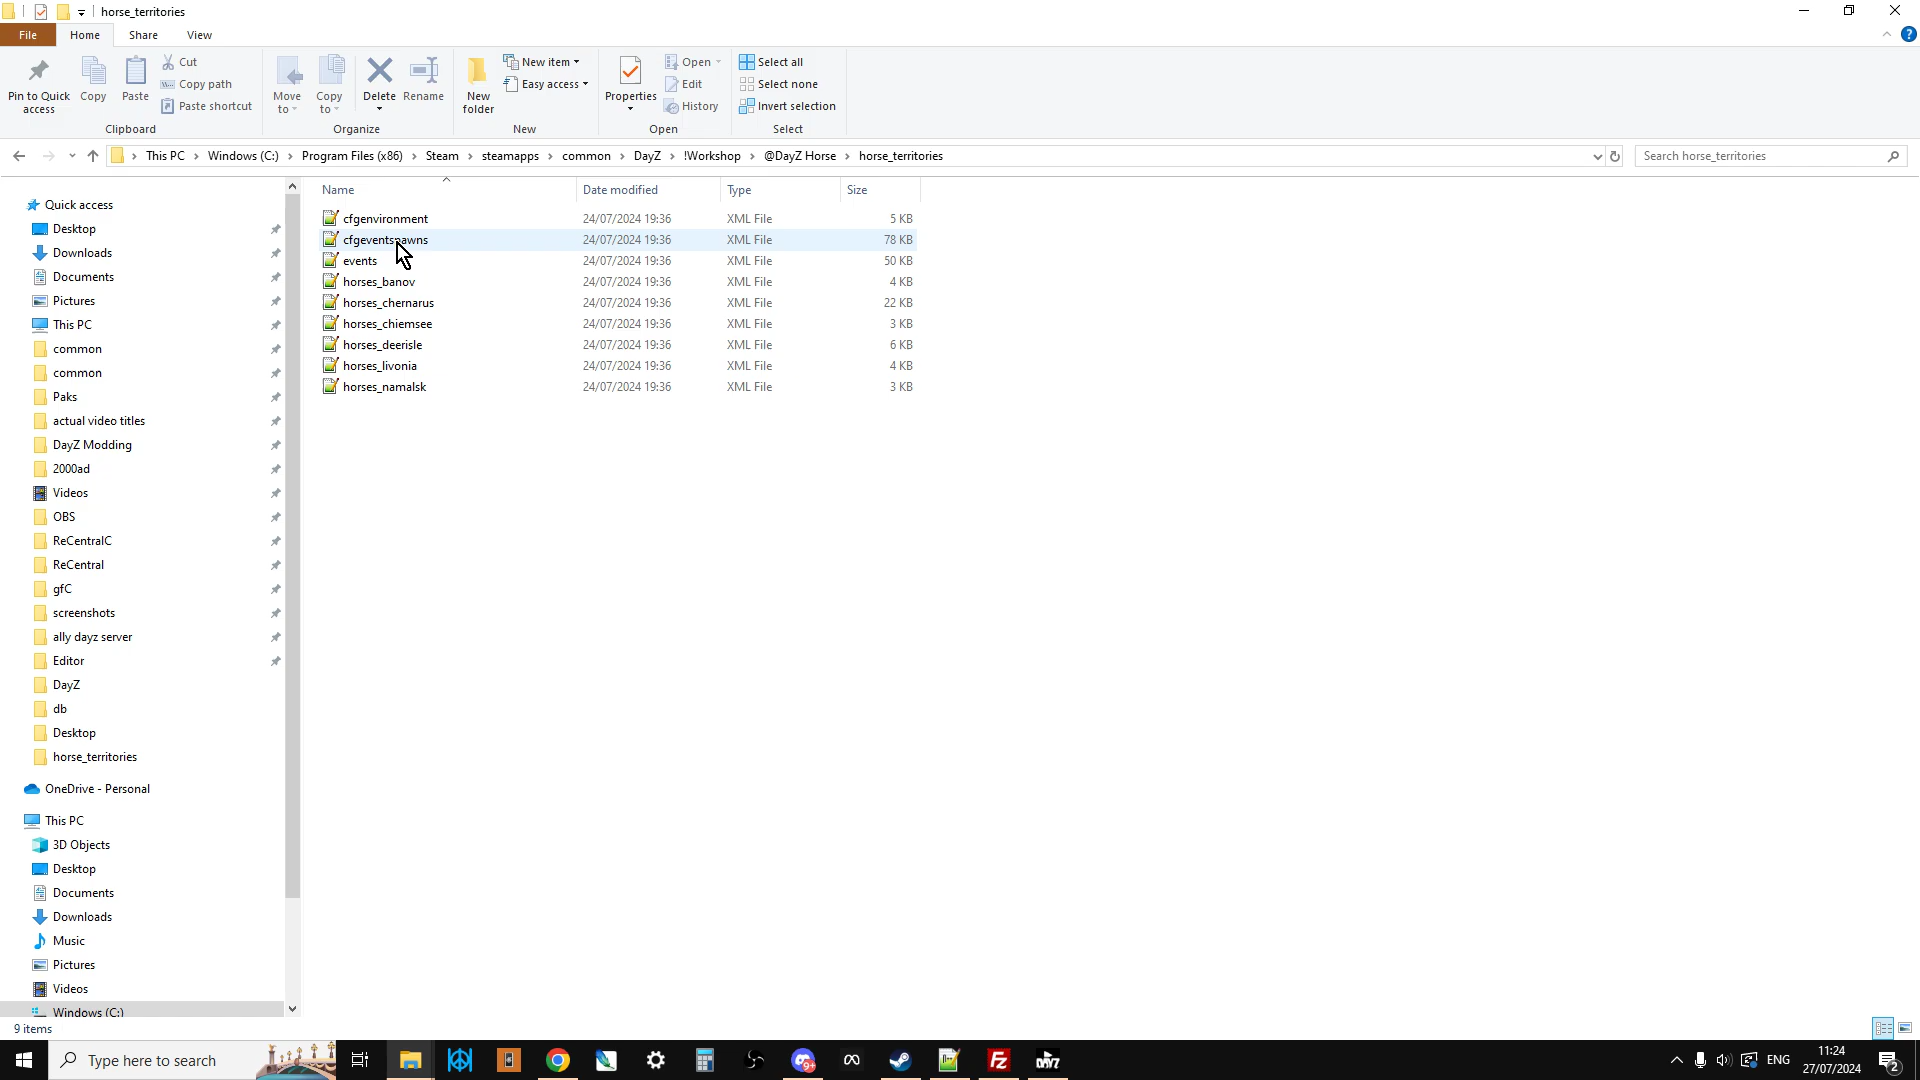 horse_territories
File Home Share View
Pin to Quick access
Copy
Paste
Cut
Copy path
Paste shortcut
Clipboard
Move to
Copy to
Delete
Rename
Organize
New folder
New item
Easy access
New
Properties
Open
Edit
History
Open
Select all
Select none
Invert selection
Select
This PC › Windows (C:) › Program Files (x86) › Steam › steamapps › common › DayZ › !Workshop › @DayZ Horse › horse_territories
Search horse_territories
Quick access
Desktop
Downloads
Documents
Pictures
This PC
common
common
Paks
actual video titles
DayZ Modding
2000ad
Videos
OBS
ReCentralC
ReCentral
gfC
screenshots
ally dayz server
Editor
DayZ
db
Desktop
horse_territories
OneDrive - Personal
This PC
3D Objects
Desktop
Documents
Downloads
Music
Pictures
Videos
Windows (C:)
Name Date modified Type Size
cfgenvironment 24/07/2024 19:36 XML File 5 KB
cfgeventspawns 24/07/2024 19:36 XML File 78 KB
events 24/07/2024 19:36 XML File 50 KB
horses_banov 24/07/2024 19:36 XML File 4 KB
horses_chernarus 24/07/2024 19:36 XML File 22 KB
horses_chiemsee 24/07/2024 19:36 XML File 3 KB
horses_deerisle 24/07/2024 19:36 XML File 6 KB
horses_livonia 24/07/2024 19:36 XML File 4 KB
horses_namalsk 24/07/2024 19:36 XML File 3 KB
9 items
Type here to search
9+
FZ
DAYZ
ENG
11:24
27/07/2024
2